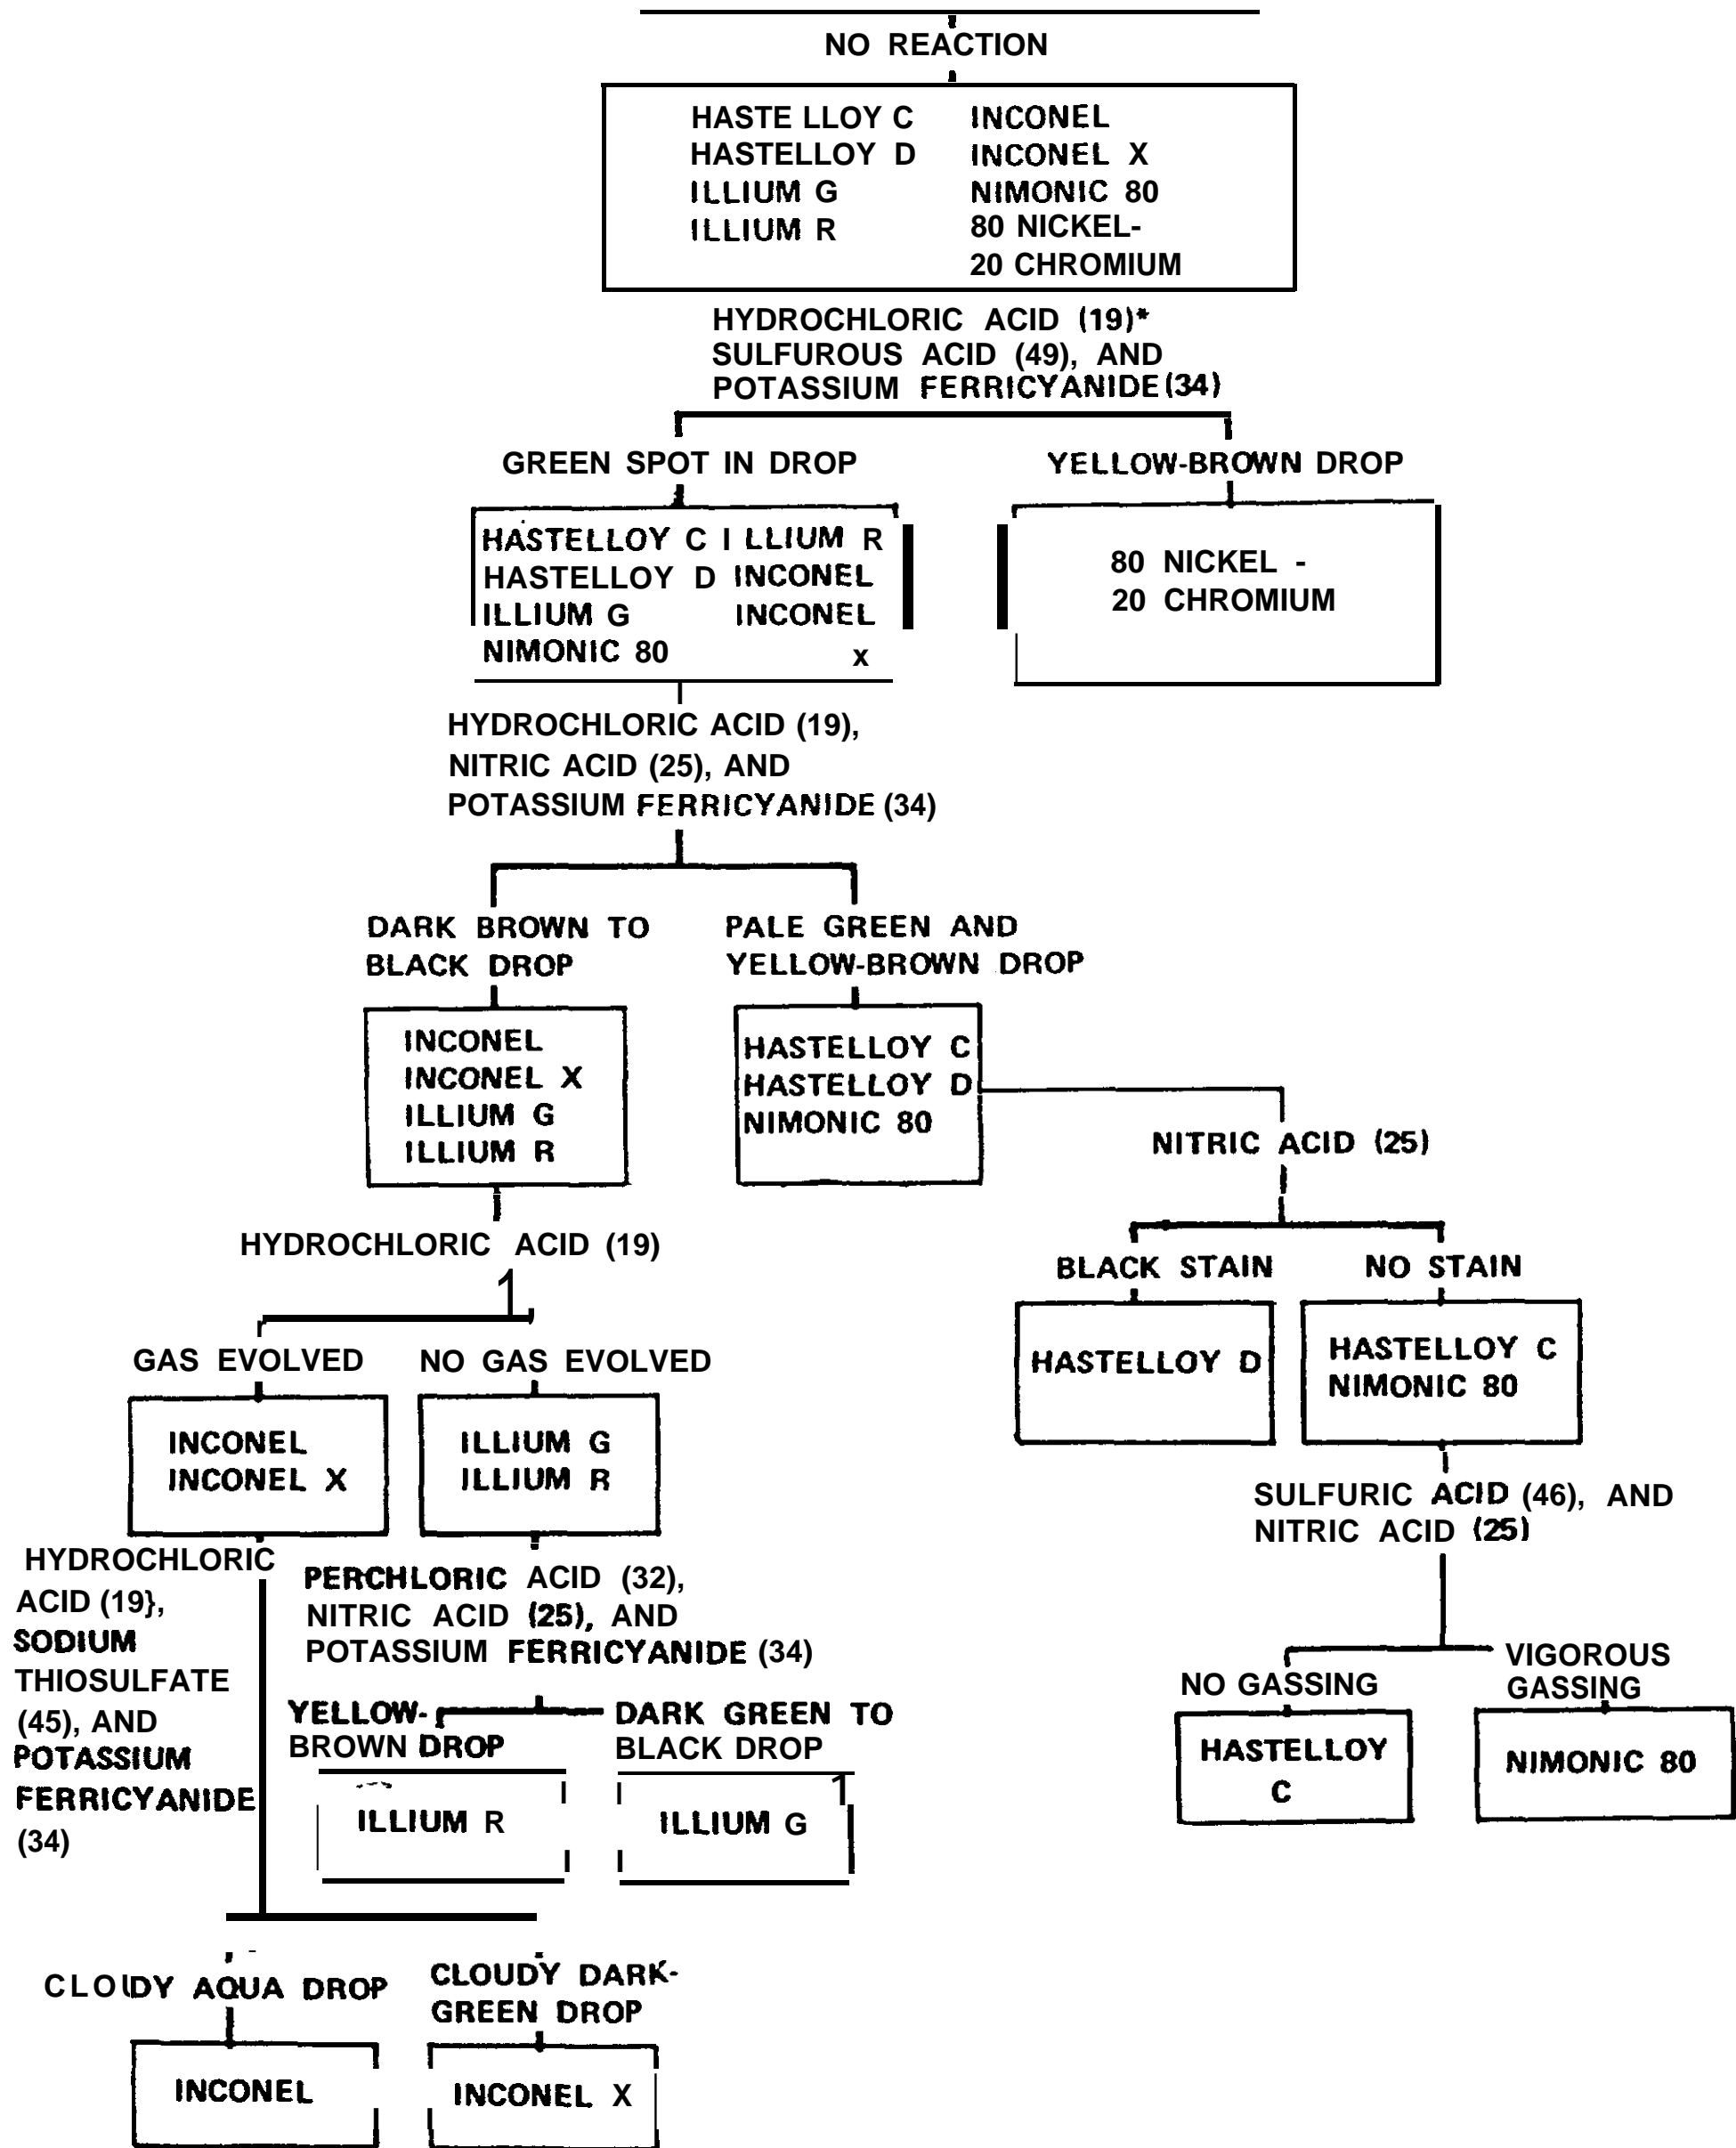 NO REACTION
HASTE LLOY C INCONEL
HASTELLOY D INCONEL X
ILLIUM G NIMONIC 80
ILLIUM R 80 NICKEL-
20 CHROMIUM
HYDROCHLORIC ACID (19)*
SULFUROUS ACID (49), AND
POTASSIUM FERRICYANIDE (34)
GREEN SPOT IN DROP
YELLOW-BROWN DROP
HASTELLOY C I LLIUM R
HASTELLOY D INCONEL
ILLIUM G INCONEL
NIMONIC 80 x
80 NICKEL -
20 CHROMIUM
HYDROCHLORIC ACID (19),
NITRIC ACID (25), AND
POTASSIUM FERRICYANIDE (34)
DARK BROWN TO
BLACK DROP
PALE GREEN AND
YELLOW-BROWN DROP
INCONEL
INCONEL X
ILLIUM G
ILLIUM R
HASTELLOY C
HASTELLOY D
NIMONIC 80
NITRIC ACID (25)
HYDROCHLORIC ACID (19)
BLACK STAIN
NO STAIN
HASTELLOY D
HASTELLOY C
NIMONIC 80
GAS EVOLVED
NO GAS EVOLVED
INCONEL
INCONEL X
ILLIUM G
ILLIUM R
SULFURIC ACID (46), AND
NITRIC ACID (25)
HYDROCHLORIC
ACID (19},
SODIUM
THIOSULFATE
(45), AND
POTASSIUM
FERRICYANIDE
(34)
PERCHLORIC ACID (32),
NITRIC ACID (25), AND
POTASSIUM FERRICYANIDE (34)
YELLOW-
BROWN DROP
DARK GREEN TO
BLACK DROP
ILLIUM R
ILLIUM G
NO GASSING
VIGOROUS
GASSING
HASTELLOY
C
NIMONIC 80
CLOUDY AQUA DROP
CLOUDY DARK-
GREEN DROP
INCONEL
INCONEL X